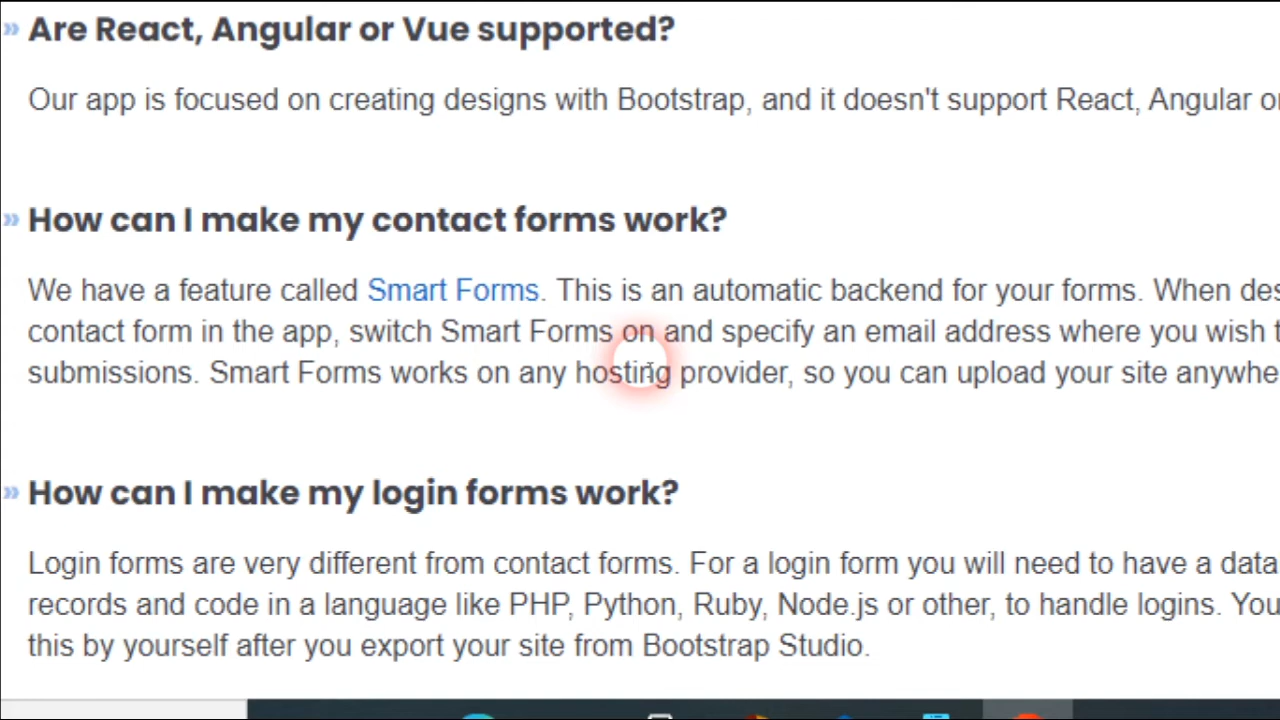 » Are React, Angular or Vue supported?
Our app is focused on creating designs with Bootstrap, and it doesn't support React, Angular
» How can I make my contact forms work?
We have a feature called Smart Forms. This is an automatic backend for your forms. When
contact form in the app, switch Smart Forms on and specify an email address where you wish
submissions. Smart Forms works on any hosting provider, so you can upload your site
» How can I make my login forms work?
Login forms are very different from contact forms. For a login form you will need to have a data
records and code in a language like PHP, Python, Ruby, Node.js or other, to handle logins. You
this by yourself after you export your site from Bootstrap Studio.